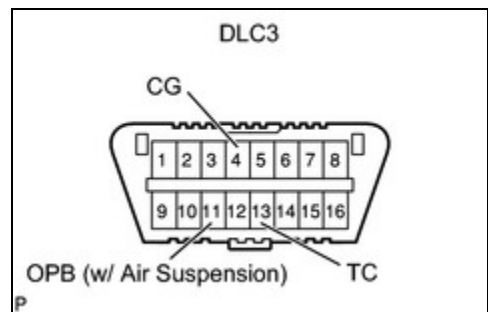 DLC3
CG
1 2 3 4 5 6 7 8
9 10 11 12 13 14 15 16
OPB (w/ Air Suspension) TC
P